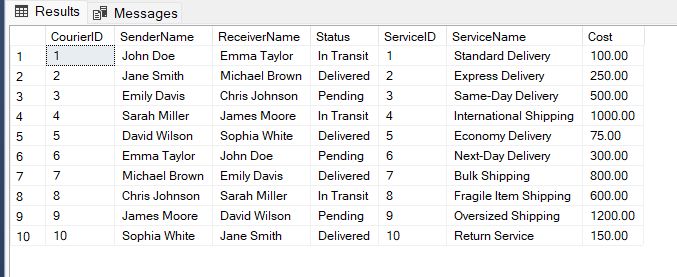 Results Messages
CourierID SenderName ReceiverName Status ServiceID ServiceName Cost
1 1 John Doe Emma Taylor In Transit 1 Standard Delivery 100.00
2 2 Jane Smith Michael Brown Delivered 2 Express Delivery 250.00
3 3 Emily Davis Chris Johnson Pending 3 Same-Day Delivery 500.00
4 4 Sarah Miller James Moore In Transit 4 International Shipping 1000.00
5 5 David Wilson Sophia White Delivered 5 Economy Delivery 75.00
6 6 Emma Taylor John Doe Pending 6 Next-Day Delivery 300.00
7 7 Michael Brown Emily Davis Delivered 7 Bulk Shipping 800.00
8 8 Chris Johnson Sarah Miller In Transit 8 Fragile Item Shipping 600.00
9 9 James Moore David Wilson Pending 9 Oversized Shipping 1200.00
10 10 Sophia White Jane Smith Delivered 10 Return Service 150.00